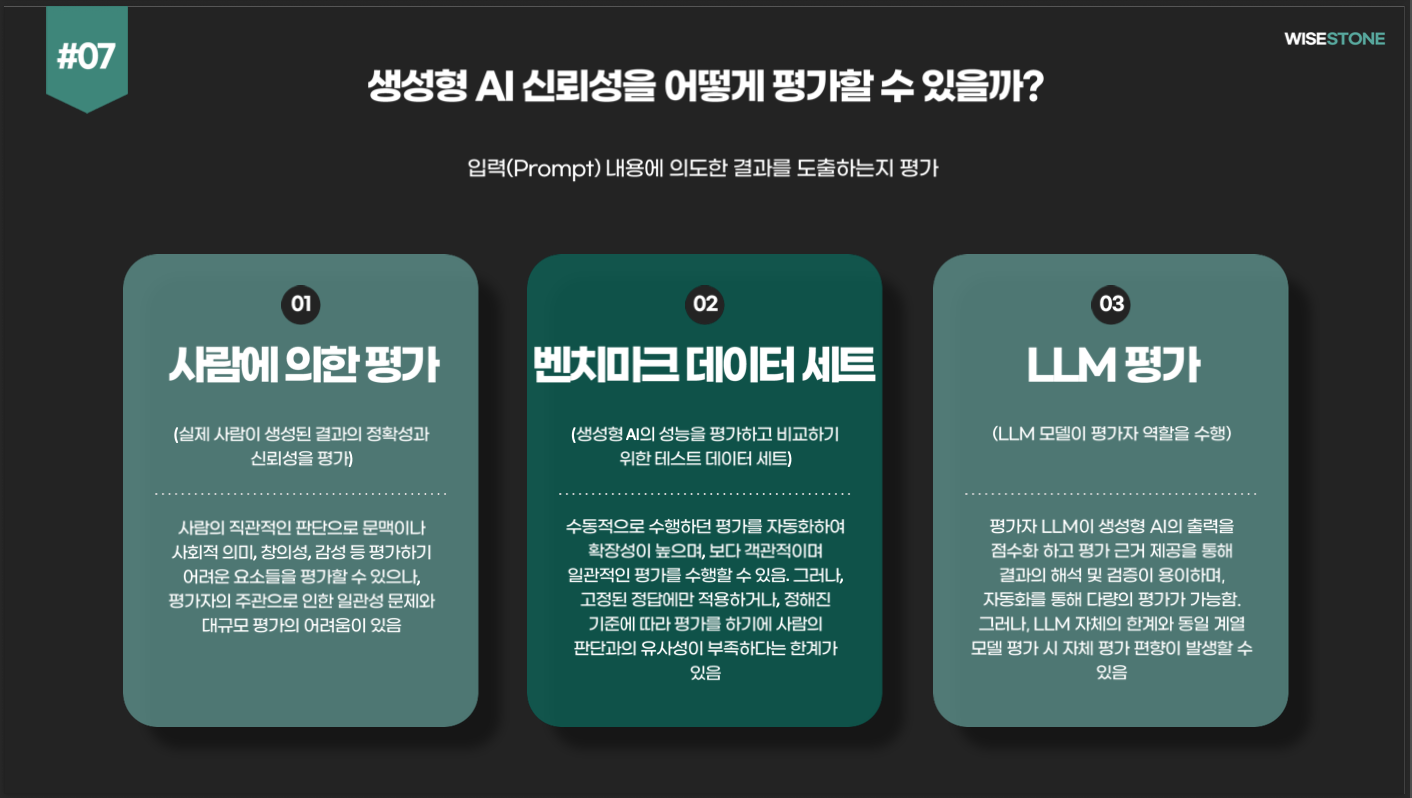 #07
WISESTONE
생성형 AI 신뢰성을 어떻게 평가할 수 있을까?
입력(Prompt) 내용에 의도한 결과를 도출하는지 평가
01
사람에 의한 평가
(실제 사람이 생성된 결과의 정확성과
신뢰성을 평가)
사람의 직관적인 판단으로 문맥이나
사회적 의미, 창의성, 감성 등 평가하기
어려운 요소들을 평가할 수 있으나,
평가자의 주관으로 인한 일관성 문제와
대규모 평가의 어려움이 있음
02
벤치마크 데이터 세트
(생성형 AI의 성능을 평가하고 비교하기
위한 테스트 데이터 세트)
수동적으로 수행하던 평가를 자동화하여
확장성이 높으며, 보다 객관적이며
일관적인 평가를 수행할 수 있음. 그러나,
고정된 정답에만 적용하거나, 정해진
기준에 따라 평가를 하기에 사람의
판단과의 유사성이 부족하다는 한계가
있음
03
LLM 평가
(LLM 모델이 평가자 역할을 수행)
평가자 LLM이 생성형 AI의 출력을
점수화 하고 평가 근거 제공을 통해
결과의 해석 및 검증이 용이하며,
자동화를 통해 다량의 평가가 가능함.
그러나, LLM 자체의 한계와 동일 계열
모델 평가 시 자체 평가 편향이 발생할 수
있음